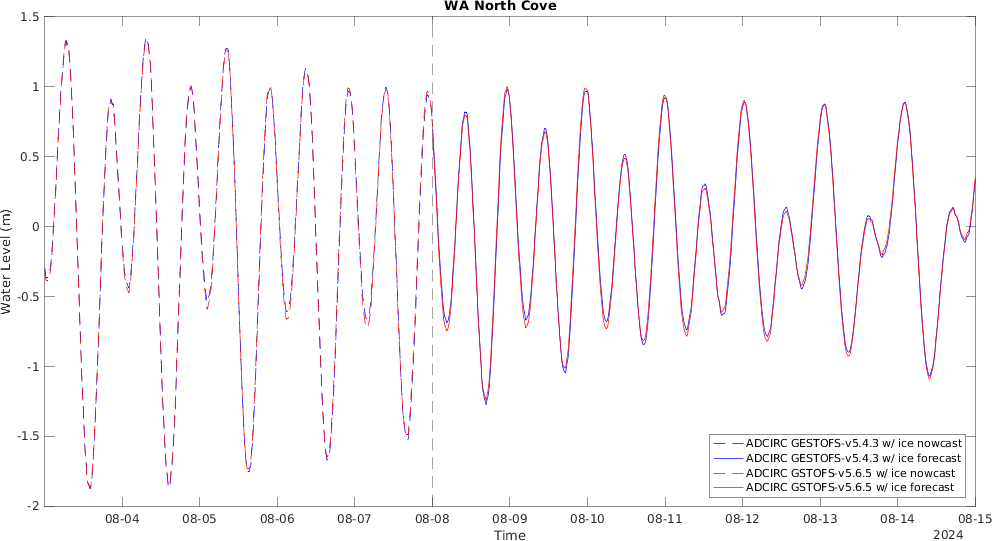 WA North Cove
1.5
1
0.5
0
-0.5
-1
-1.5
-2
Water Level (m)
08-04 08-05 08-06 08-07 08-08 08-09 08-10 08-11 08-12 08-13 08-14 08-15
Time
2024
ADCIRC GESTOFS-v5.4.3 w/ ice nowcast
ADCIRC GESTOFS-v5.4.3 w/ ice forecast
ADCIRC GSTOFS-v5.6.5 w/ ice nowcast
ADCIRC GSTOFS-v5.6.5 w/ ice forecast